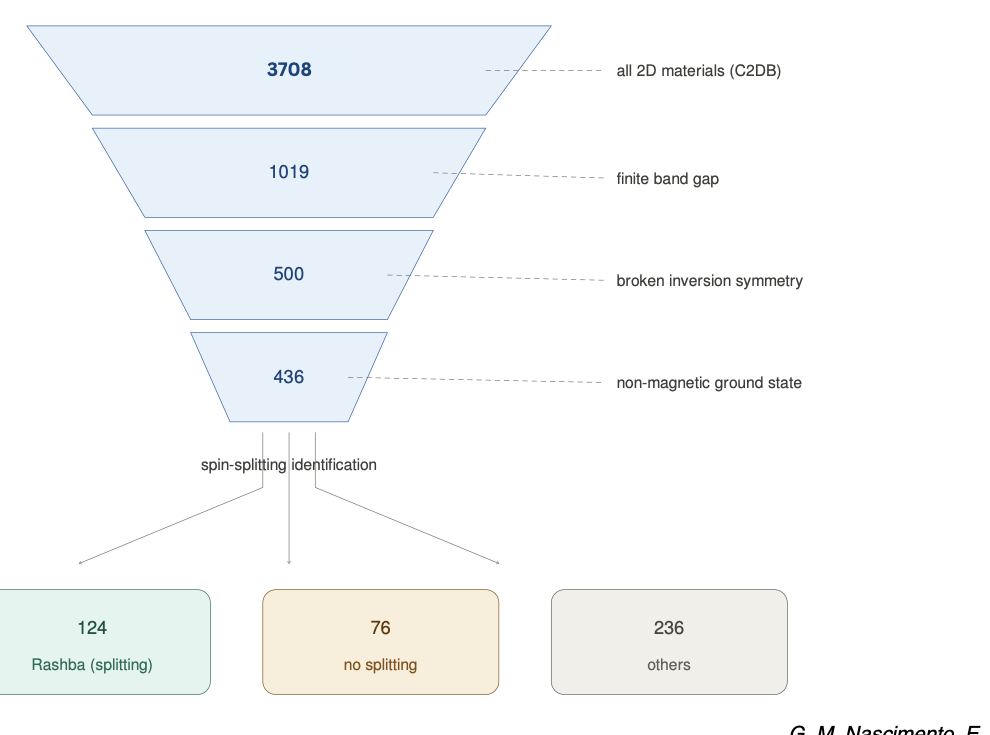 3708
all 2D materials (C2DB)
1019
finite band gap
500
broken inversion symmetry
436
non-magnetic ground state
spin-splitting identification
124
Rashba (splitting)
76
no splitting
236
others
G. M. Nascimento, E.